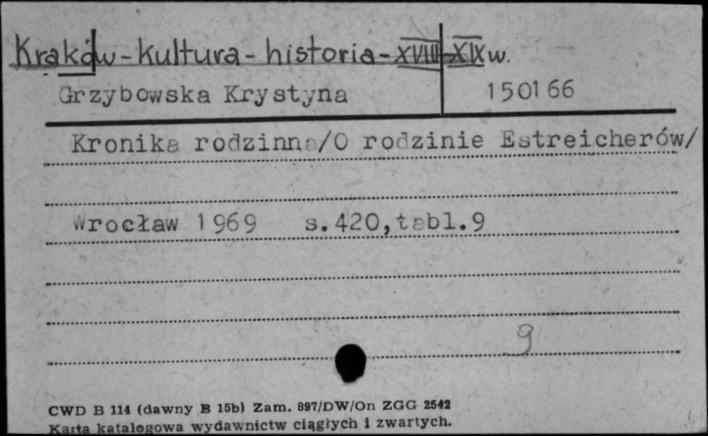 Kraków-kultura-historia-XVIII-XIX w.
Grzybowska Krystyna 150166
Kronika rodzinna/O rodzinie Estreicherów/
Wrocław 1969 s.420,tabl.9
9
CWD B 114 (dawny B 15b) Zam. 897/DW/On ZGG 2542
Karta katalogowa wydawnictw ciągłych i zwartych.